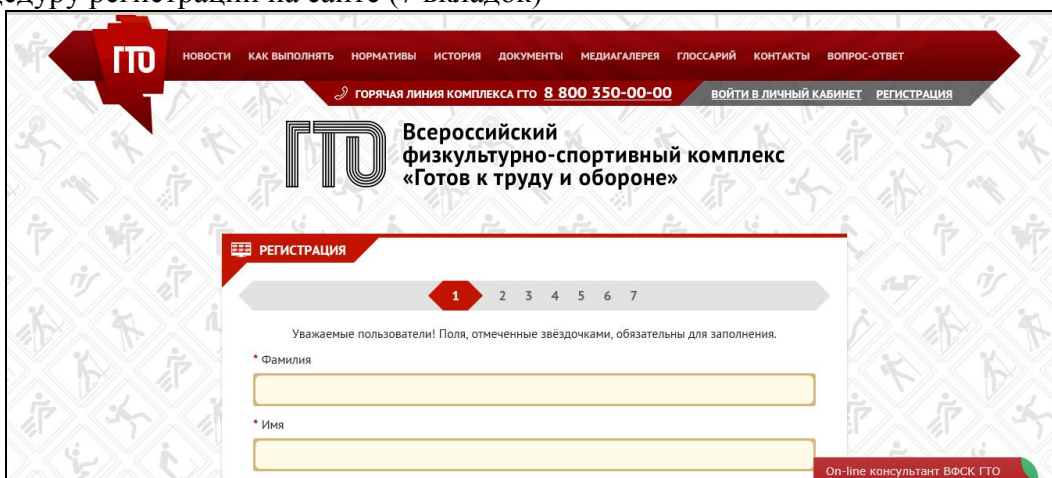 цедуру регистрации на сайте (7 вкладок)
ГТО
НОВОСТИ КАК ВЫПОЛНЯТЬ НОРМАТИВЫ ИСТОРИЯ ДОКУМЕНТЫ МЕДИАГАЛЕРЕЯ ГЛОССАРИЙ КОНТАКТЫ ВОПРОС-ОТВЕТ
ГОРЯЧАЯ ЛИНИЯ КОМПЛЕКСА ГТО 8 800 350-00-00 ВОЙТИ В ЛИЧНЫЙ КАБИНЕТ РЕГИСТРАЦИЯ
ГТО
Всероссийский
физкультурно-спортивный комплекс
«Готов к труду и обороне»
РЕГИСТРАЦИЯ
1 2 3 4 5 6 7
Уважаемые пользователи! Поля, отмеченные звёздочками, обязательны для заполнения.
* Фамилия
* Имя
On-line консультант ВФСК ГТО